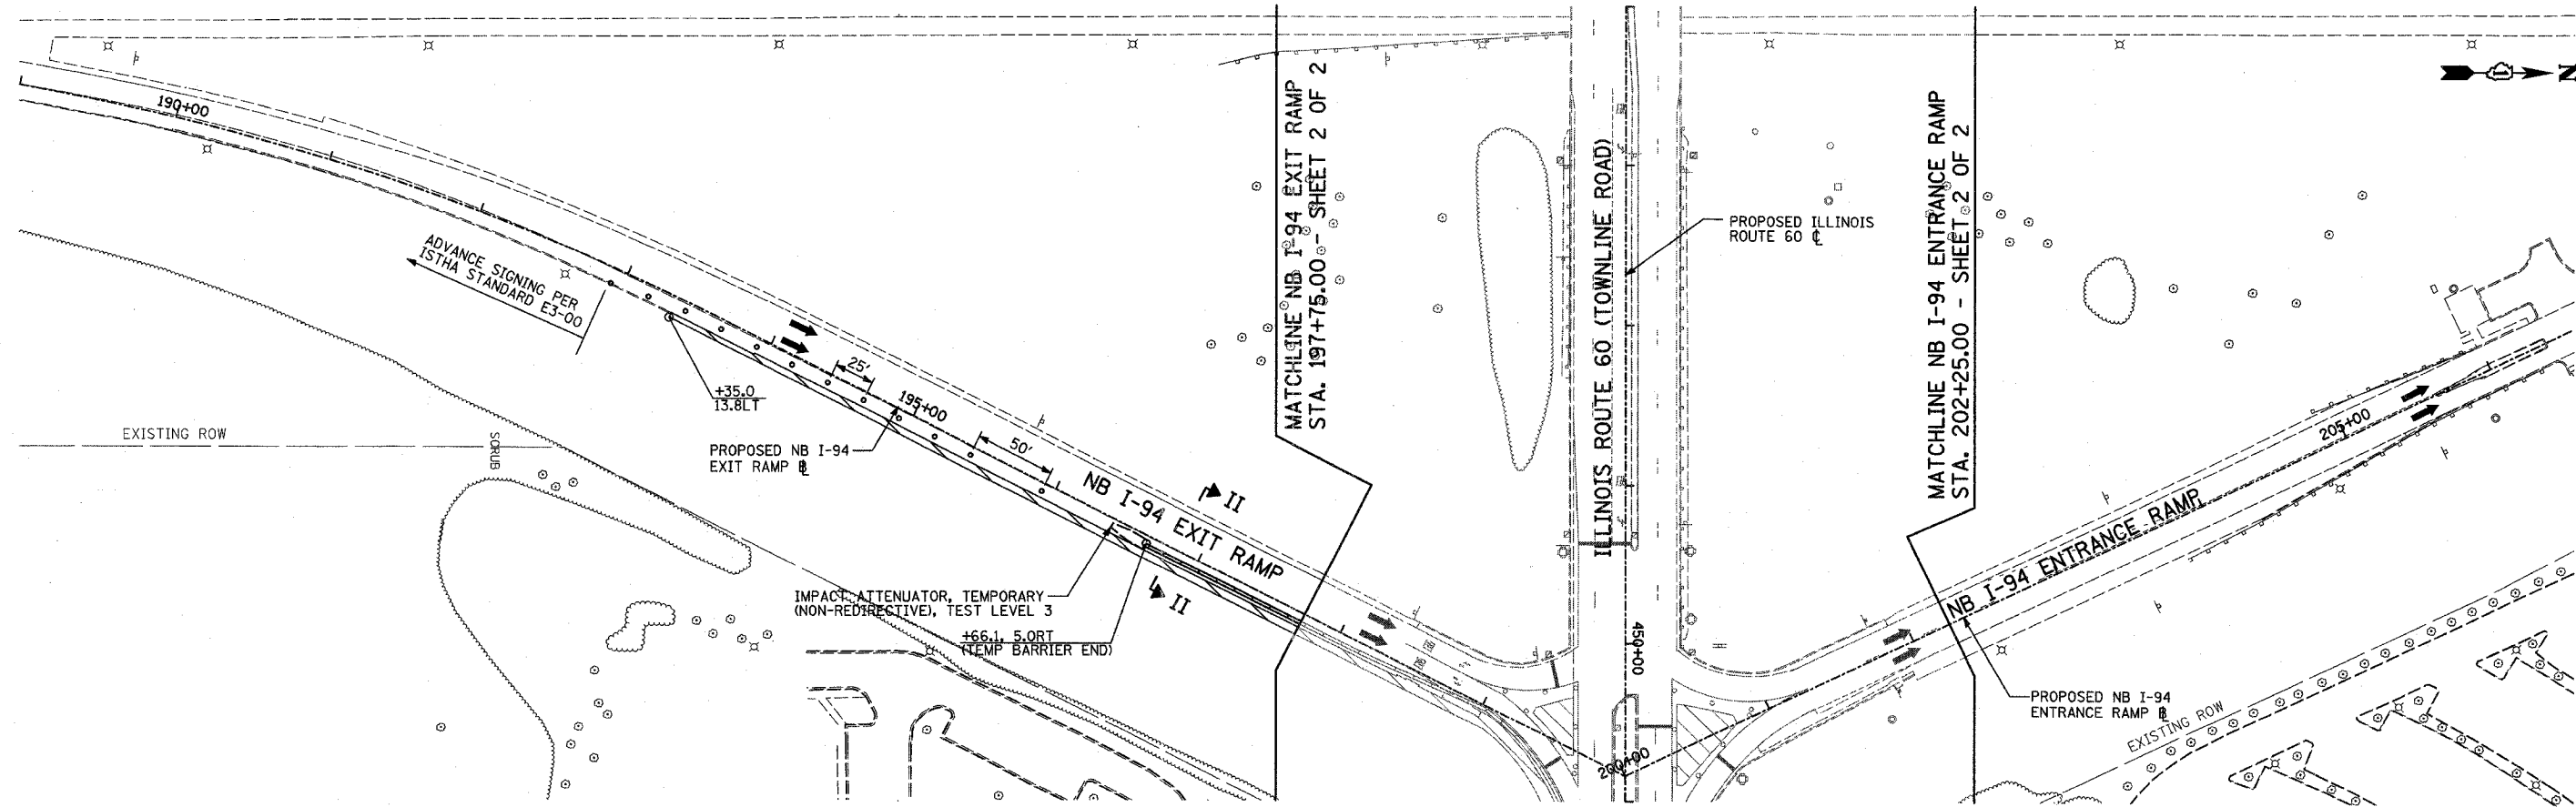 190+00
ADVANCE SIGNING PER
ISTHA STANDARD E3-00
+35.0
13.8LT
25'
195+00
PROPOSED NB I-94
EXIT RAMP ⅊
50'
EXISTING ROW
SCRUB
NB I-94 EXIT RAMP
II
II
IMPACT ATTENUATOR, TEMPORARY
(NON-REDIRECTIVE), TEST LEVEL 3
+66.1, 5.0RT
(TEMP BARRIER END)
MATCHLINE NB I-94 EXIT RAMP
STA. 197+75.00 - SHEET 2 OF 2
ILLINOIS ROUTE 60 (TOWNLINE ROAD)
PROPOSED ILLINOIS
ROUTE 60 ℄
450+00
200+00
MATCHLINE NB I-94 ENTRANCE RAMP
STA. 202+25.00 - SHEET 2 OF 2
N
205+00
NB I-94 ENTRANCE RAMP
PROPOSED NB I-94
ENTRANCE RAMP ⅊
EXISTING ROW